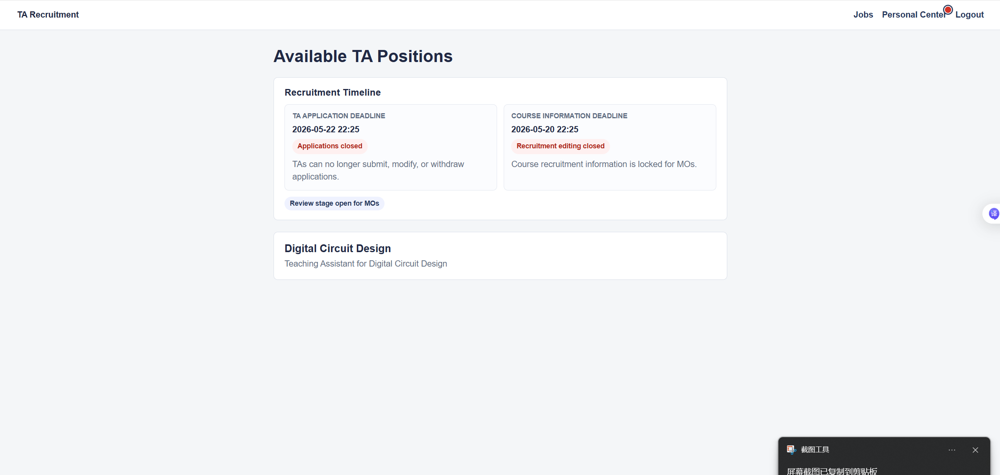 TA Recruitment
Jobs Personal Center Logout
Available TA Positions
Recruitment Timeline
TA APPLICATION DEADLINE
2026-05-22 22:25
Applications closed
TAs can no longer submit, modify, or withdraw
applications.
COURSE INFORMATION DEADLINE
2026-05-20 22:25
Recruitment editing closed
Course recruitment information is locked for MOs.
Review stage open for MOs
Digital Circuit Design
Teaching Assistant for Digital Circuit Design
译
截图工具
屏幕截图已复制到剪贴板